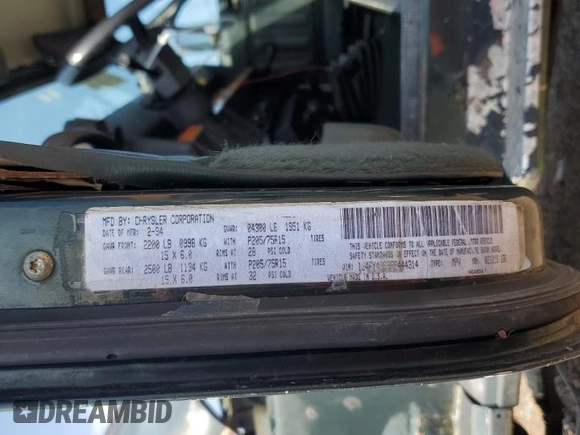 MFD BY: CHRYSLER CORPORATION
DATE OF MFR: 2-94 GVWR: 04300 LB 1951 KG
GAWR FRONT: 2200 LB 0998 KG WITH P205/75R15 TIRES
15 X 6.0 RIMS AT 28 PSI COLD
GAWR REAR: 2500 LB 1134 KG WITH P205/75R15 TIRES
15 X 6.0 RIMS AT 32 PSI COLD
THIS VEHICLE CONFORMS TO ALL APPLICABLE FEDERAL MOTOR VEHICLE
SAFETY STANDARDS IN EFFECT ON THE DATE OF MANUFACTURE SHOWN ABOVE.
444314 TYPE: MPV
VEHICLE MADE IN U.S.A.
DREAMBID